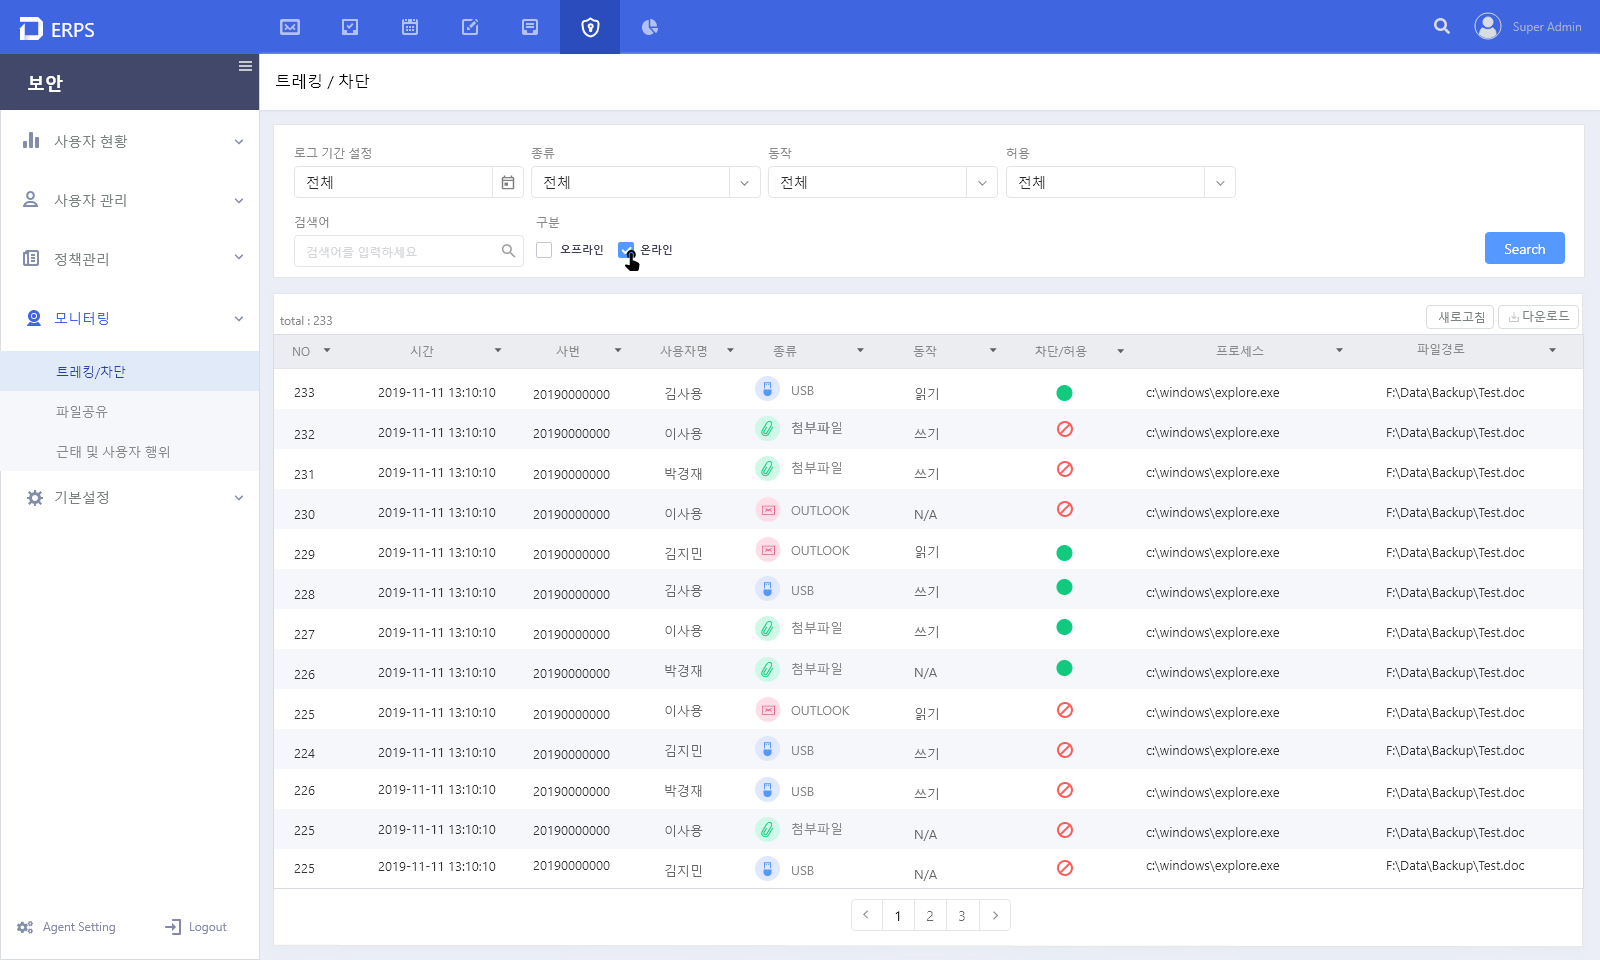 ERPS
Super Admin
보안
트레킹 / 차단
사용자 현황
사용자 관리
정책관리
모니터링
트레킹/차단
파일공유
근태 및 사용자 행위
기본설정
Agent Setting
Logout
로그 기간 설정 종류 동작 허용
전체 전체 전체 전체
검색어 구분
검색어를 입력하세요 오프라인 온라인
Search
total : 233 새로고침 다운로드
NO 시간 사번 사용자명 종류 동작 차단/허용 프로세스 파일경로
233 2019-11-11 13:10:10 20190000000 김사용 USB 읽기 c:\windows\explore.exe F:\Data\Backup\Test.doc
232 2019-11-11 13:10:10 20190000000 이사용 첨부파일 쓰기 c:\windows\explore.exe F:\Data\Backup\Test.doc
231 2019-11-11 13:10:10 20190000000 박경재 첨부파일 쓰기 c:\windows\explore.exe F:\Data\Backup\Test.doc
230 2019-11-11 13:10:10 20190000000 이사용 OUTLOOK N/A c:\windows\explore.exe F:\Data\Backup\Test.doc
229 2019-11-11 13:10:10 20190000000 김지민 OUTLOOK 읽기 c:\windows\explore.exe F:\Data\Backup\Test.doc
228 2019-11-11 13:10:10 20190000000 김사용 USB 쓰기 c:\windows\explore.exe F:\Data\Backup\Test.doc
227 2019-11-11 13:10:10 20190000000 이사용 첨부파일 쓰기 c:\windows\explore.exe F:\Data\Backup\Test.doc
226 2019-11-11 13:10:10 20190000000 박경재 첨부파일 N/A c:\windows\explore.exe F:\Data\Backup\Test.doc
225 2019-11-11 13:10:10 20190000000 이사용 OUTLOOK 읽기 c:\windows\explore.exe F:\Data\Backup\Test.doc
224 2019-11-11 13:10:10 20190000000 김지민 USB 쓰기 c:\windows\explore.exe F:\Data\Backup\Test.doc
226 2019-11-11 13:10:10 20190000000 박경재 USB 쓰기 c:\windows\explore.exe F:\Data\Backup\Test.doc
225 2019-11-11 13:10:10 20190000000 이사용 첨부파일 N/A c:\windows\explore.exe F:\Data\Backup\Test.doc
225 2019-11-11 13:10:10 20190000000 김지민 USB N/A c:\windows\explore.exe F:\Data\Backup\Test.doc
1 2 3